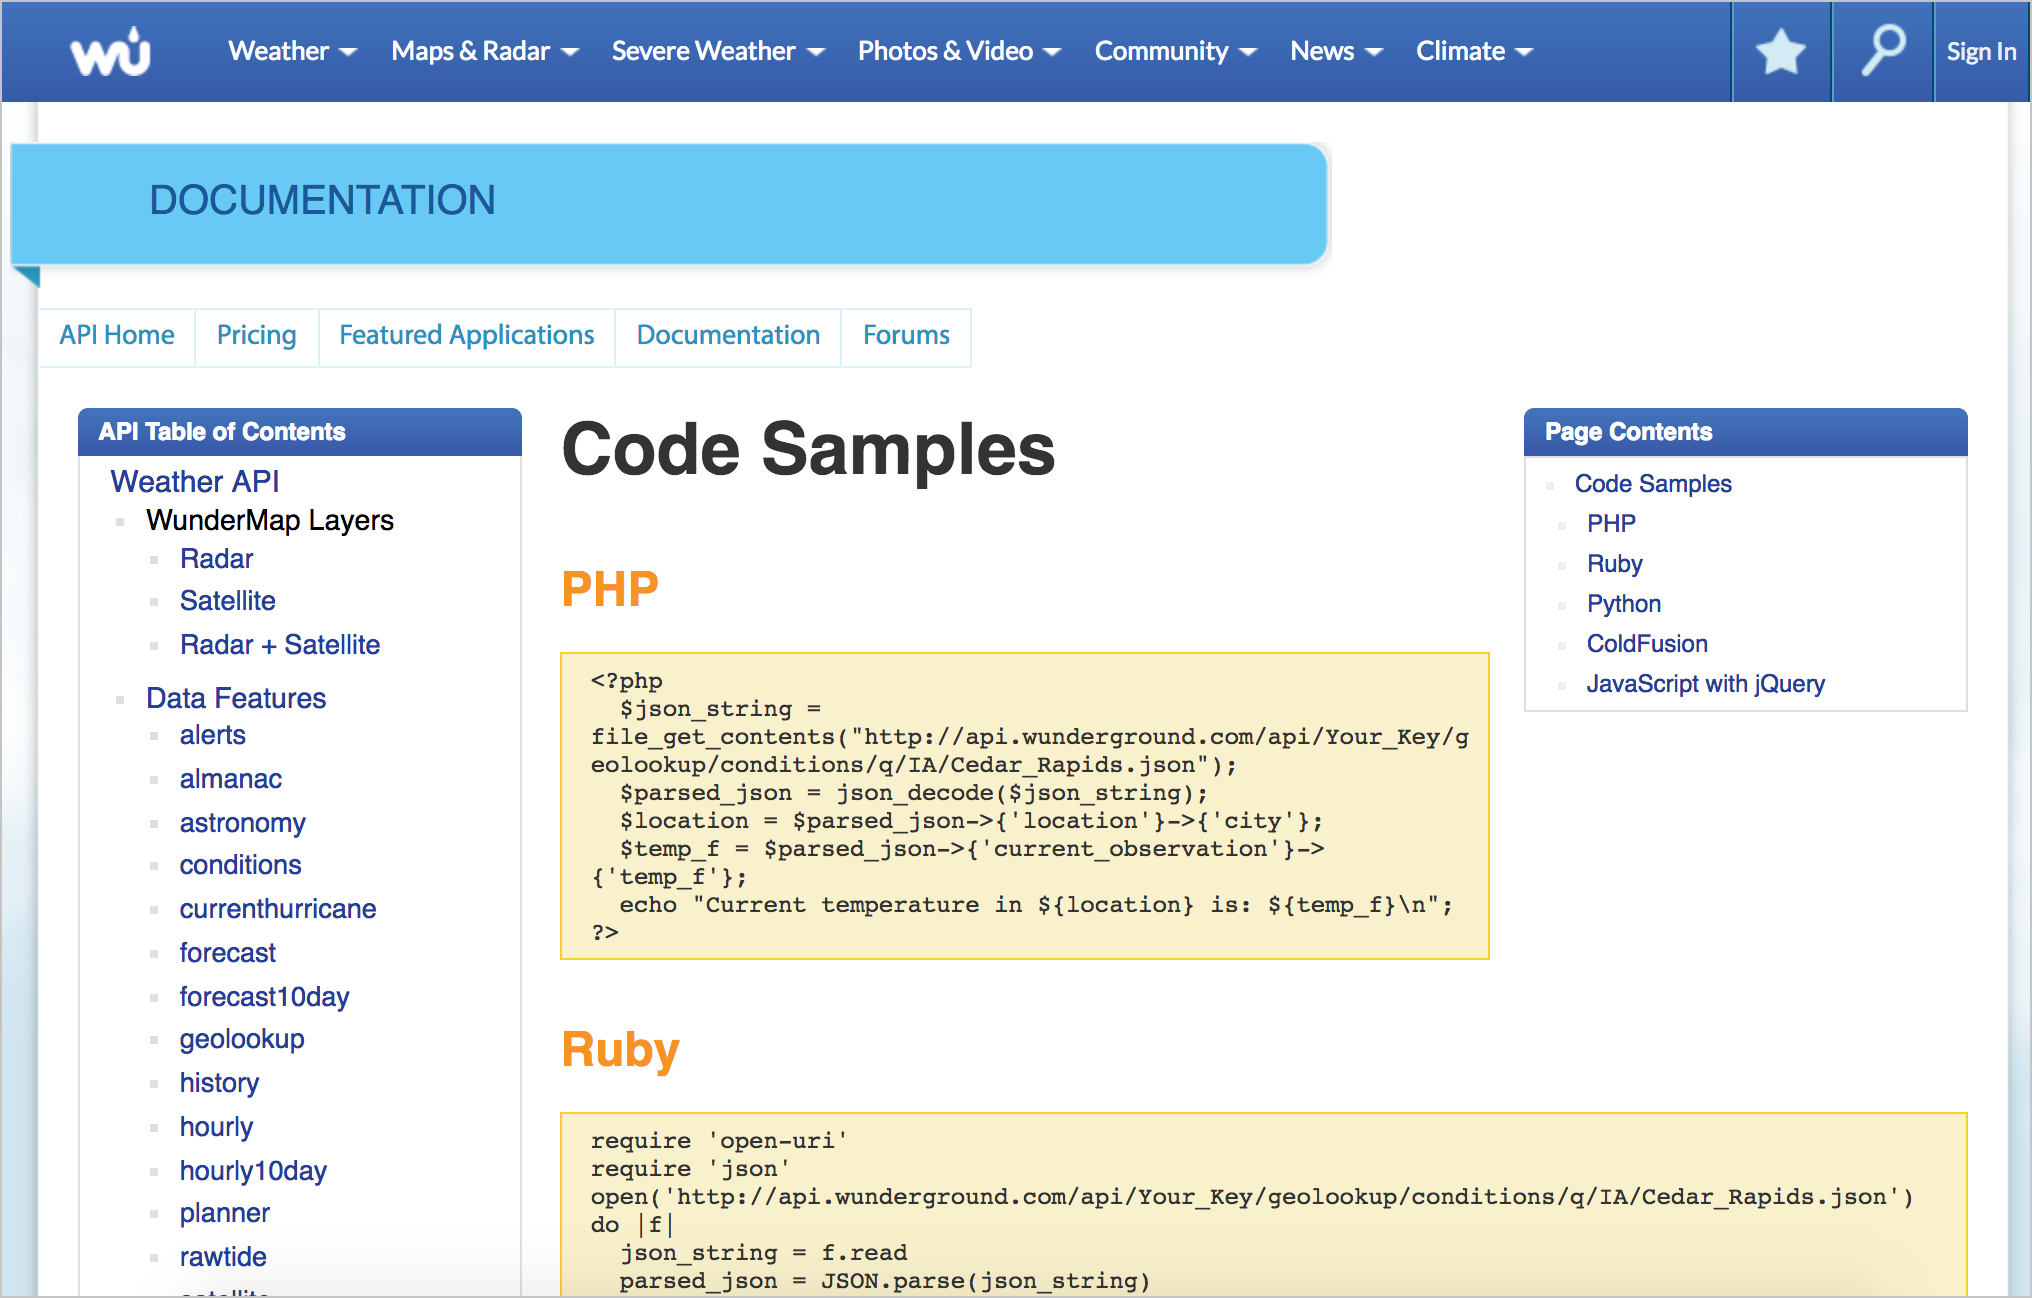 wu
Weather
Maps & Radar
Severe Weather
Photos & Video
Community
News
Climate
Sign In
DOCUMENTATION
API Home
Pricing
Featured Applications
Documentation
Forums
API Table of Contents
Weather API
WunderMap Layers
Radar
Satellite
Radar + Satellite
Data Features
alerts
almanac
astronomy
conditions
currenthurricane
forecast
forecast10day
geolookup
history
hourly
hourly10day
planner
rawtide
Code Samples
PHP
<?php
  $json_string =
file_get_contents("http://api.wunderground.com/api/Your_Key/g
eolookup/conditions/q/IA/Cedar_Rapids.json");
  $parsed_json = json_decode($json_string);
  $location = $parsed_json->{'location'}->{'city'};
  $temp_f = $parsed_json->{'current_observation'}->
{'temp_f'};
  echo "Current temperature in ${location} is: ${temp_f}\n";
?>
Ruby
require 'open-uri'
require 'json'
open('http://api.wunderground.com/api/Your_Key/geolookup/conditions/q/IA/Cedar_Rapids.json')
do |f|
  json_string = f.read
  parsed_json = JSON.parse(json_string)
Page Contents
Code Samples
PHP
Ruby
Python
ColdFusion
JavaScript with jQuery